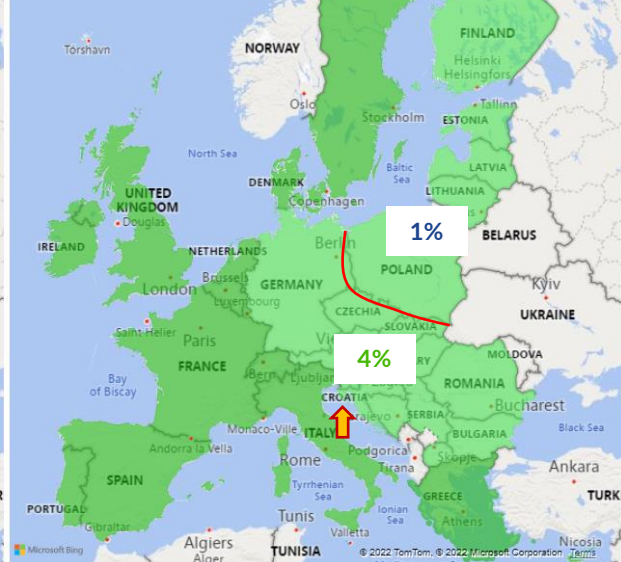 FINLAND
Tórshavn
NORWAY
Helsinki
Helsingfors
Oslo
Tallinn
Stockholm
ESTONIA
North Sea
Baltic
Sea
LATVIA
DENMARK
LITHUANIA
UNITED
KINGDOM
Copenhagen
Douglas
1%
BELARUS
IRELAND
NETHERLANDS
Berlin
POLAND
London
Brussels
GERMANY
Kyiv
Luxembourg
CZECHIA
UKRAINE
Saint Helier
Paris
SLOVAKIA
4%
MOLDOVA
FRANCE
Bern
Ljubljan
ROMANIA
Bay
of Biscay
CROATIA
Bucharest
SERBIA
Monaco-Ville
ITALY
BULGARIA
Black Sea
Andorra la Vella
Podgorica
Skopje
Rome
Tirana
Ankara
SPAIN
Tyrrhenian
Sea
GREECE
TURK
PORTUGAL
Ionian
Sea
Athens
Gibraltar
Tunis
Valletta
Nicosia
Algiers
TUNISIA
Microsoft Bing
© 2022 TomTom, © 2022 Microsoft Corporation Terms